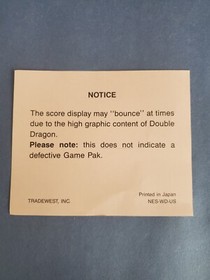 NOTICE
The score display may "bounce" at times
due to the high graphic content of Double
Dragon.
Please note: this does not indicate a
defective Game Pak.
Printed in Japan
TRADEWEST, INC. NES-WD-US